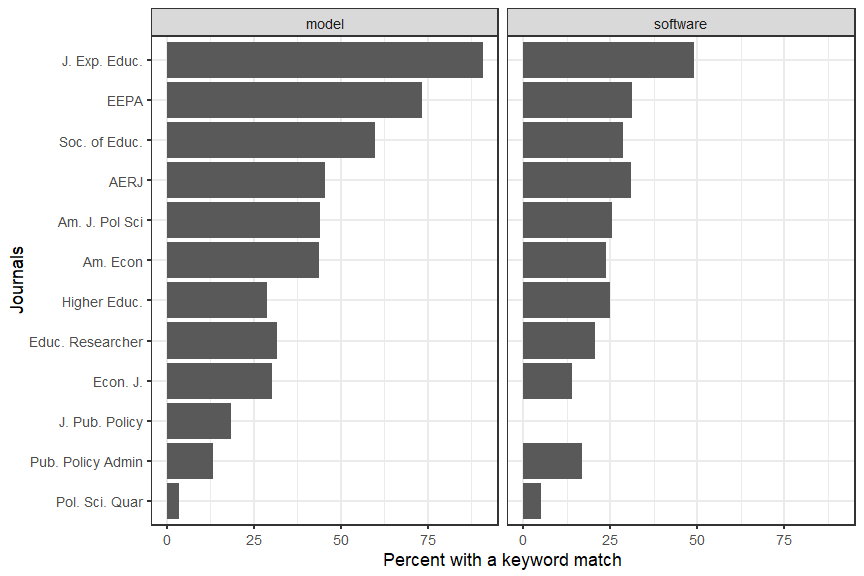 model software
J. Exp. Educ.
EEPA
Soc. of Educ.
AERJ
Am. J. Pol Sci
Am. Econ
Higher Educ.
Educ. Researcher
Econ. J.
J. Pub. Policy
Pub. Policy Admin
Pol. Sci. Quar
Journals
0 25 50 75 0 25 50 75
Percent with a keyword match